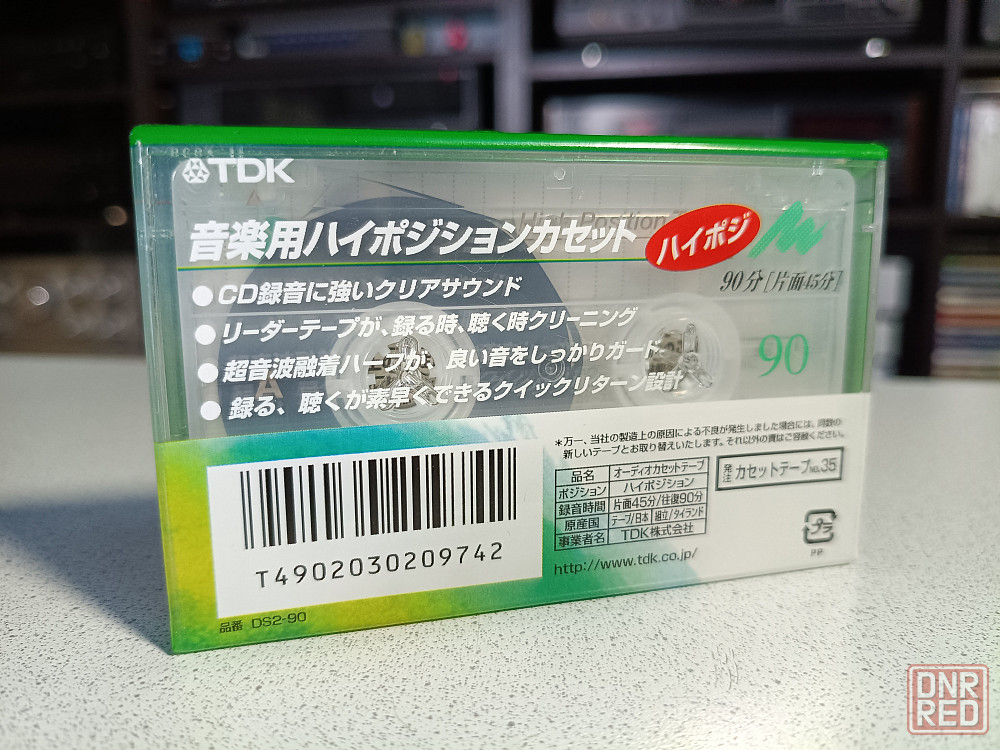 TDK
High Position
音楽用ハイポジションカセット
ハイポジ
90分[片面45分]
●CD録音に強いクリアサウンド
●リーダーテープが、録る時、聴く時クリーニング
●超音波融着ハーフが、良い音をしっかりガード
●録る、聴くが素早くできるクイックリターン設計
A
90
*万一、当社の製造上の原因による不良が発生しました場合には、同数の
新しいテープとお取り替えいたします。それ以外の責はご容赦ください。
品名 オーディオカセットテープ
ポジション ハイポジション
録音時間 片面45分/往復90分
原産国 テープ/日本 組立/タイランド
事業者名 TDK株式会社
発注 カセットテープNO.35
http://www.tdk.co.jp/
プラ
PP
T4902030209742
品番 DS2-90
DNR
RED